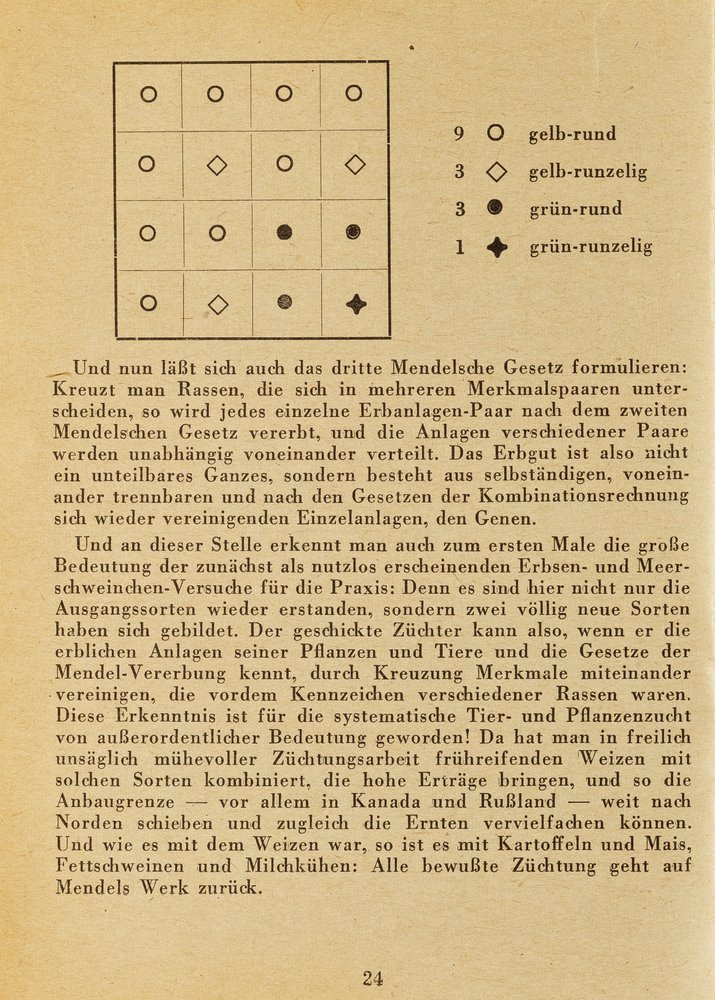 9 gelb-rund
3 gelb-runzelig
3 grün-rund
1 grün-runzelig
Und nun läßt sich auch das dritte Mendelsche Gesetz formulieren:
Kreuzt man Rassen, die sich in mehreren Merkmalspaaren unter-
scheiden, so wird jedes einzelne Erbanlagen-Paar nach dem zweiten
Mendelschen Gesetz vererbt, und die Anlagen verschiedener Paare
werden unabhängig voneinander verteilt. Das Erbgut ist also nicht
ein unteilbares Ganzes, sondern besteht aus selbständigen, vonein-
ander trennbaren und nach den Gesetzen der Kombinationsrechnung
sich wieder vereinigenden Einzelanlagen, den Genen.
Und an dieser Stelle erkennt man auch zum ersten Male die große
Bedeutung der zunächst als nutzlos erscheinenden Erbsen- und Meer-
schweinchen-Versuche für die Praxis: Denn es sind hier nicht nur die
Ausgangssorten wieder erstanden, sondern zwei völlig neue Sorten
haben sich gebildet. Der geschickte Züchter kann also, wenn er die
erblichen Anlagen seiner Pflanzen und Tiere und die Gesetze der
Mendel-Vererbung kennt, durch Kreuzung Merkmale miteinander
vereinigen, die vordem Kennzeichen verschiedener Rassen waren.
Diese Erkenntnis ist für die systematische Tier- und Pflanzenzucht
von außerordentlicher Bedeutung geworden! Da hat man in freilich
unsäglich mühevoller Züchtungsarbeit frühreifenden Weizen mit
solchen Sorten kombiniert, die hohe Erträge bringen, und so die
Anbaugrenze — vor allem in Kanada und Rußland — weit nach
Norden schieben und zugleich die Ernten vervielfachen können.
Und wie es mit dem Weizen war, so ist es mit Kartoffeln und Mais,
Fettschweinen und Milchkühen: Alle bewußte Züchtung geht auf
Mendels Werk zurück.
24